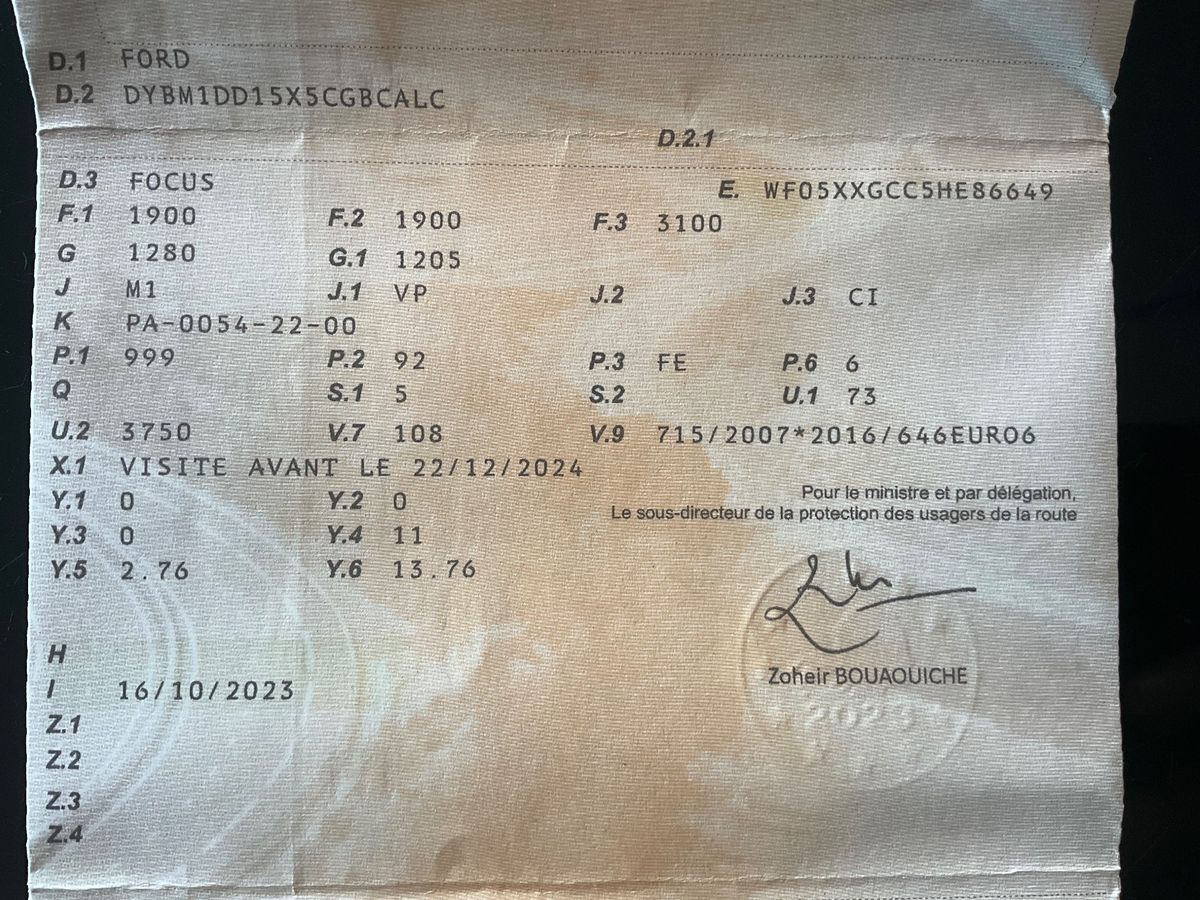 D.1 FORD
D.2 DYBM1DD15X5CGBCALC
D.2.1
D.3 FOCUS E. WF05XXGCC5HE86649
F.1 1900 F.2 1900 F.3 3100
G 1280 G.1 1205
J M1 J.1 VP J.2 J.3 CI
K PA-0054-22-00
P.1 999 P.2 92 P.3 FE P.6 6
Q S.1 5 S.2 U.1 73
U.2 3750 V.7 108 V.9 715/2007*2016/646EURO6
X.1 VISITE AVANT LE 22/12/2024
Y.1 0 Y.2 0
Y.3 0 Y.4 11
Y.5 2.76 Y.6 13.76
Pour le ministre et par délégation,
Le sous-directeur de la protection des usagers de la route
Zoheir BOUAOUICHE
2023
H
I 16/10/2023
Z.1
Z.2
Z.3
Z.4